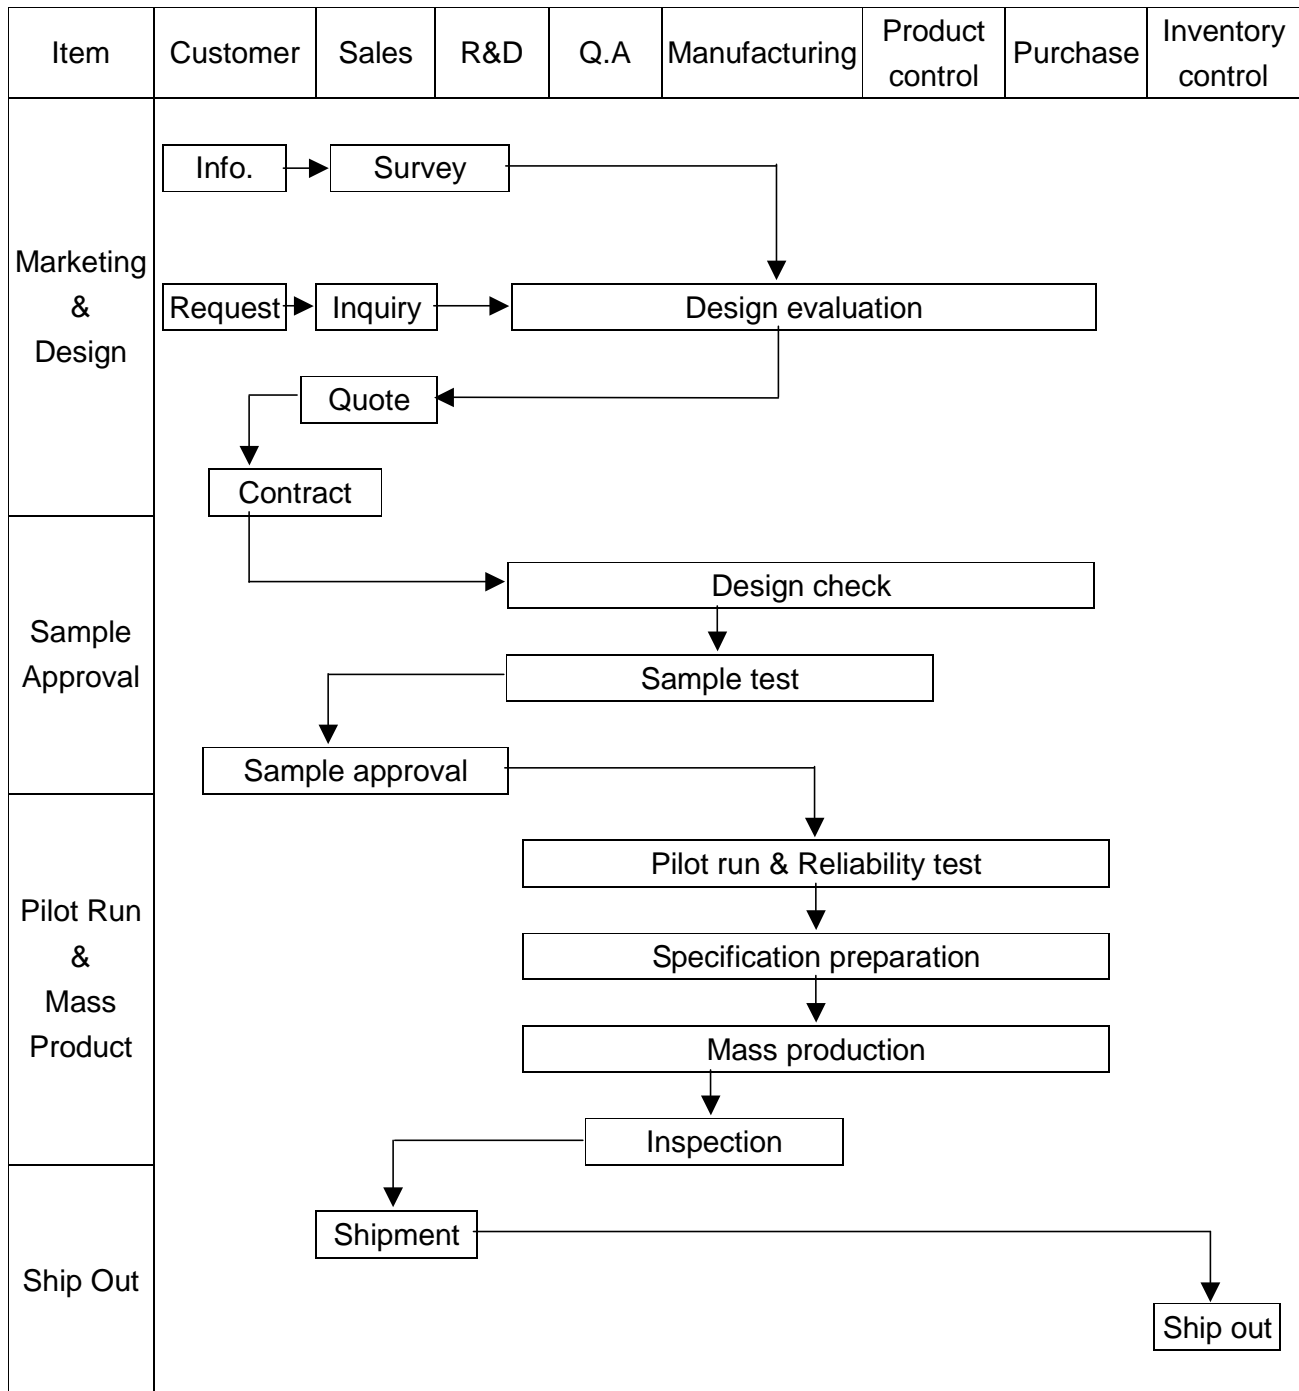 Item Customer Sales R&D Q.A Manufacturing Product control Purchase Inventory control
Info. Survey
Marketing
&
Design
Request Inquiry Design evaluation
Quote
Contract
Design check
Sample
Approval
Sample test
Sample approval
Pilot run & Reliability test
Pilot Run
&
Mass
Product
Specification preparation
Mass production
Inspection
Shipment
Ship Out
Ship out